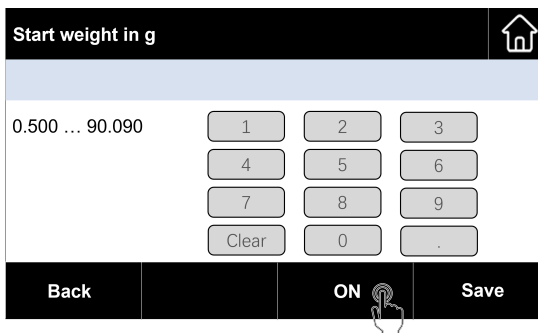 Start weight in g
0.500 … 90.090
1 2 3
4 5 6
7 8 9
Clear 0 .
Back ON Save